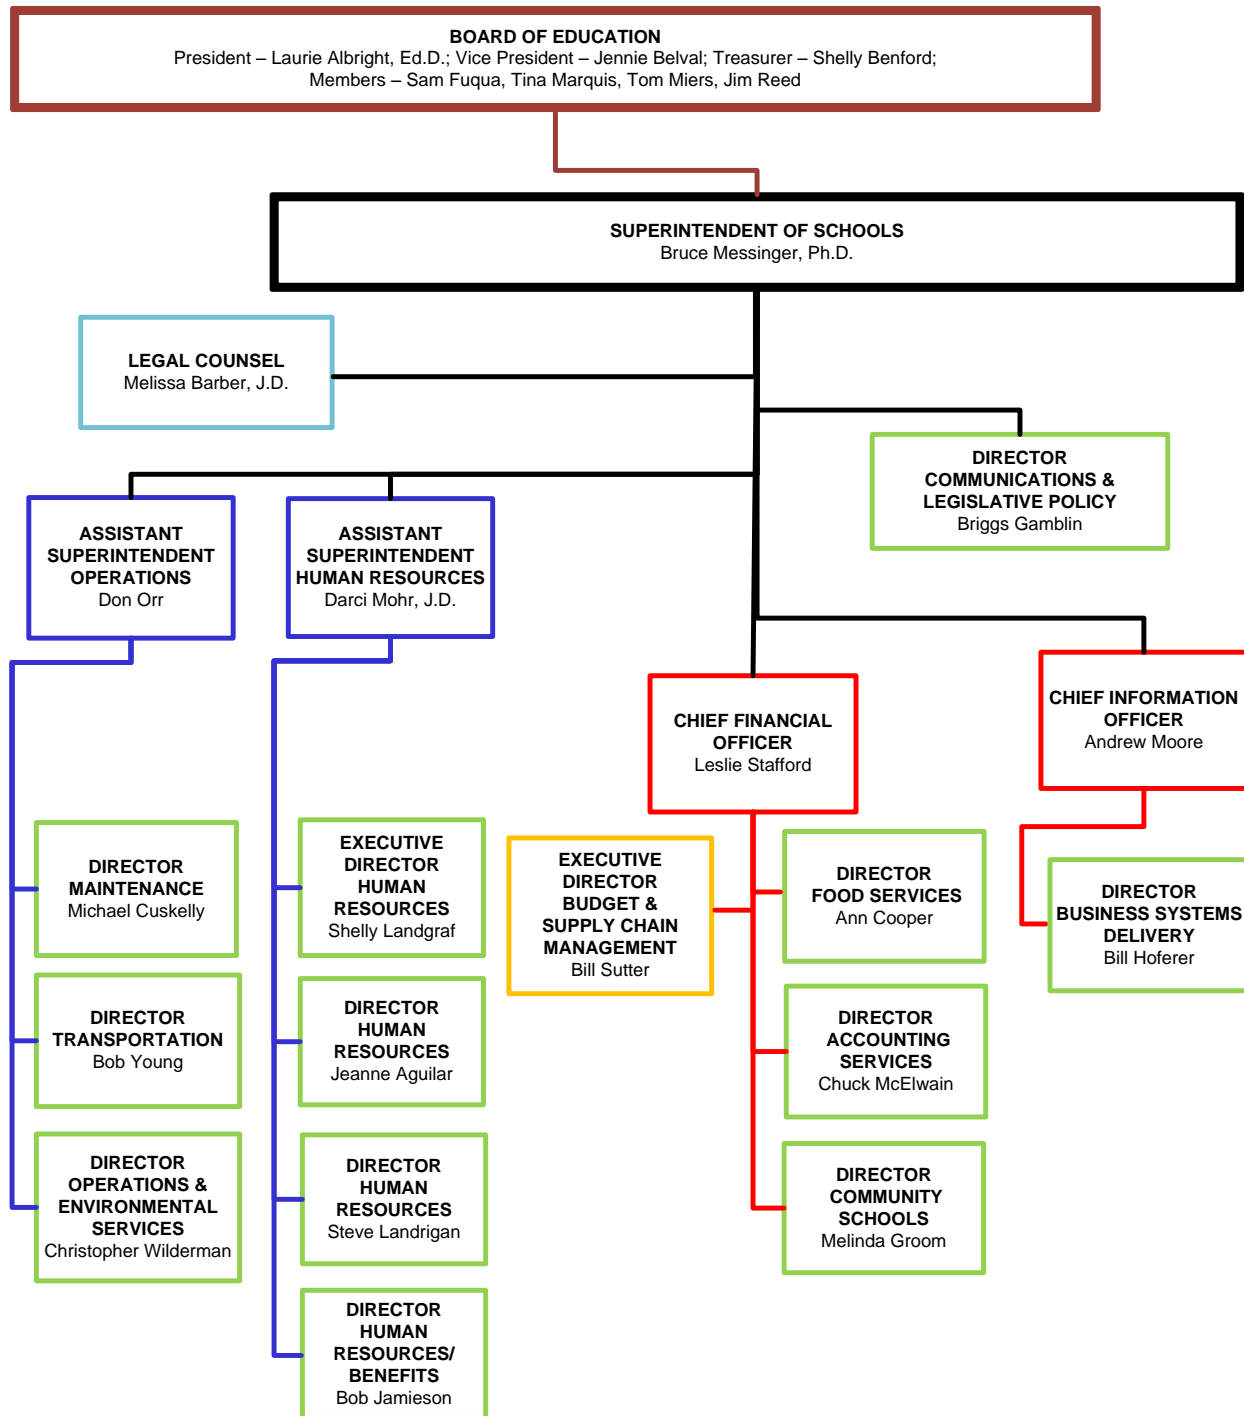 BOARD OF EDUCATION
President – Laurie Albright, Ed.D.; Vice President – Jennie Belval; Treasurer – Shelly Benford;
Members – Sam Fuqua, Tina Marquis, Tom Miers, Jim Reed
SUPERINTENDENT OF SCHOOLS
Bruce Messinger, Ph.D.
LEGAL COUNSEL
Melissa Barber, J.D.
DIRECTOR
COMMUNICATIONS &
LEGISLATIVE POLICY
Briggs Gamblin
ASSISTANT
SUPERINTENDENT
OPERATIONS
Don Orr
ASSISTANT
SUPERINTENDENT
HUMAN RESOURCES
Darci Mohr, J.D.
CHIEF FINANCIAL
OFFICER
Leslie Stafford
CHIEF INFORMATION
OFFICER
Andrew Moore
DIRECTOR
MAINTENANCE
Michael Cuskelly
DIRECTOR
TRANSPORTATION
Bob Young
DIRECTOR
OPERATIONS &
ENVIRONMENTAL
SERVICES
Christopher Wilderman
EXECUTIVE
DIRECTOR
HUMAN
RESOURCES
Shelly Landgraf
DIRECTOR
HUMAN
RESOURCES
Jeanne Aguilar
DIRECTOR
HUMAN
RESOURCES
Steve Landrigan
DIRECTOR
HUMAN
RESOURCES/
BENEFITS
Bob Jamieson
EXECUTIVE
DIRECTOR
BUDGET &
SUPPLY CHAIN
MANAGEMENT
Bill Sutter
DIRECTOR
FOOD SERVICES
Ann Cooper
DIRECTOR
ACCOUNTING
SERVICES
Chuck McElwain
DIRECTOR
COMMUNITY
SCHOOLS
Melinda Groom
DIRECTOR
BUSINESS SYSTEMS
DELIVERY
Bill Hoferer